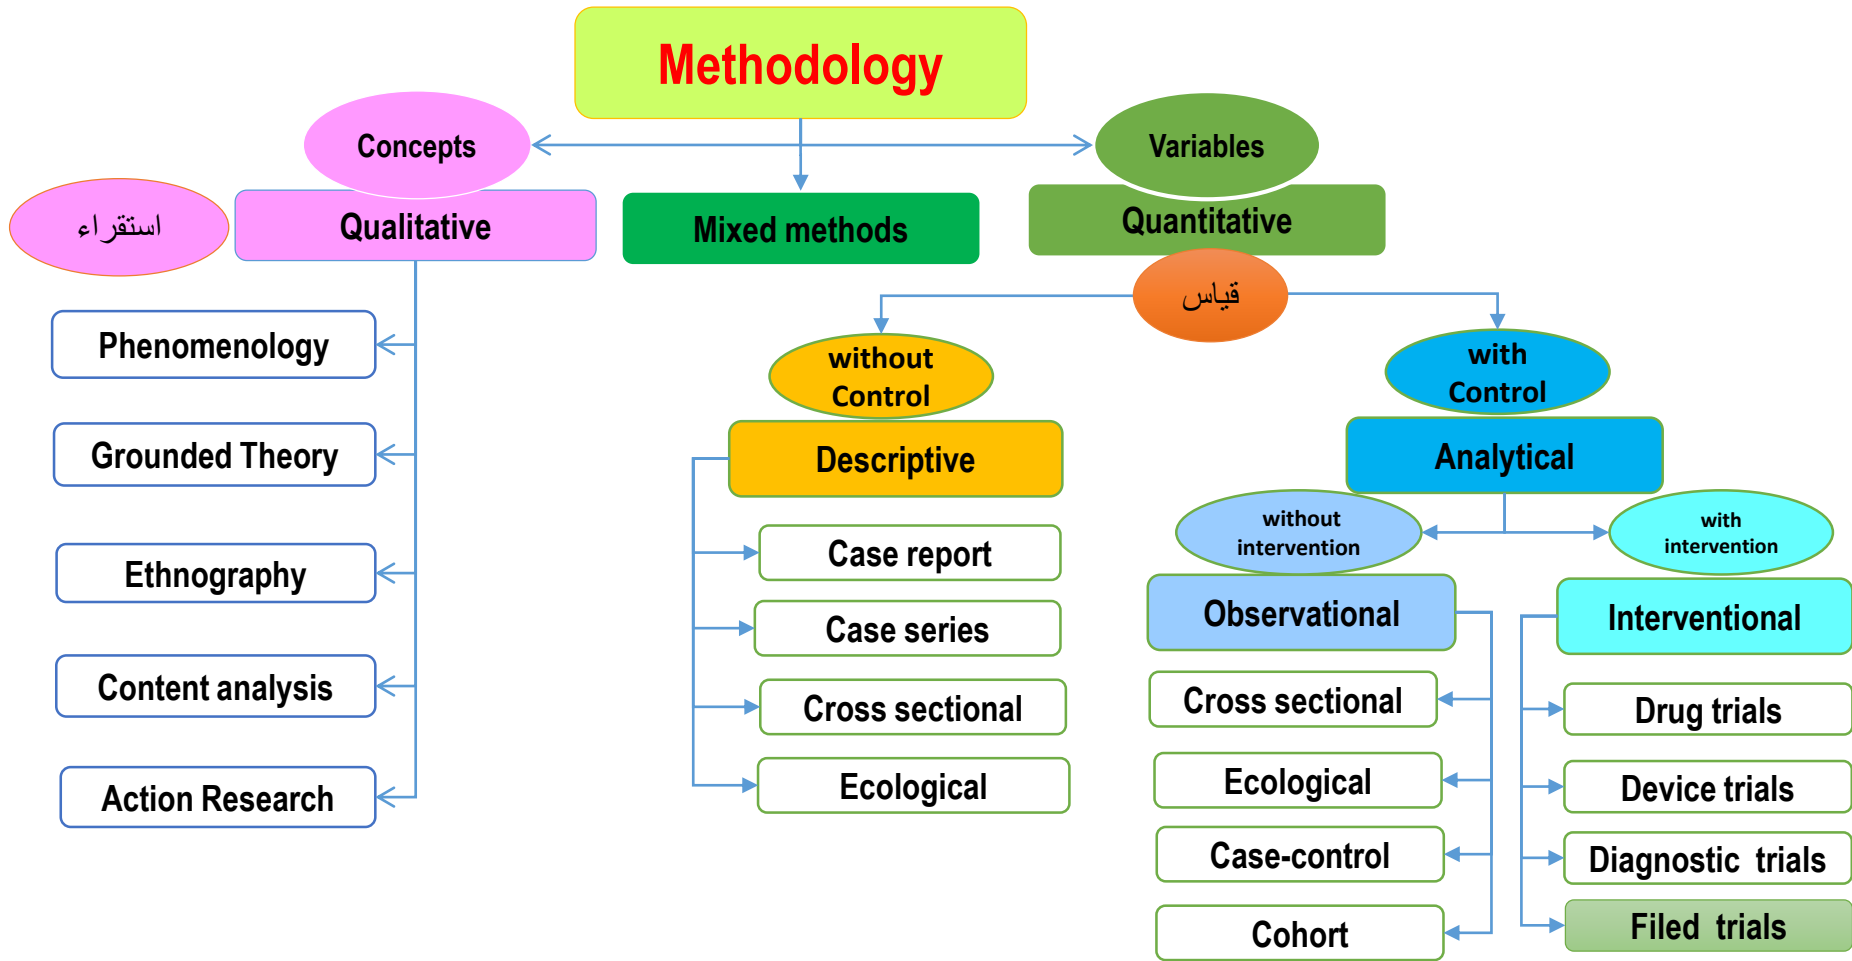 Methodology
Concepts
Variables
استقراء
Qualitative
Mixed methods
Quantitative
قياس
Phenomenology
Grounded Theory
Ethnography
Content analysis
Action Research
without
Control
Descriptive
Case report
Case series
Cross sectional
Ecological
with
Control
Analytical
without
intervention
Observational
Cross sectional
Ecological
Case-control
Cohort
with
intervention
Interventional
Drug trials
Device trials
Diagnostic trials
Filed trials